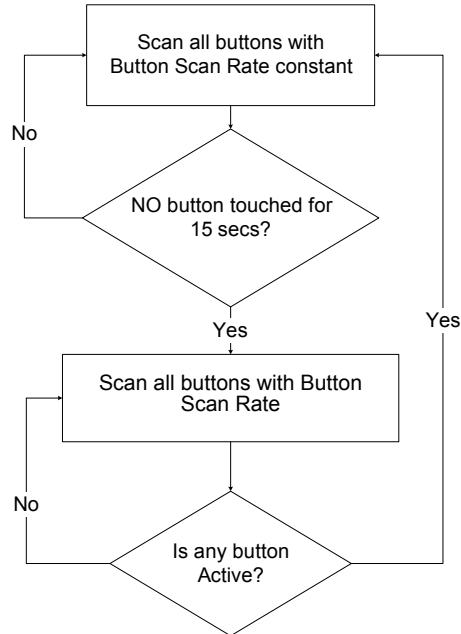 Scan all buttons with
Button Scan Rate constant
No
NO button touched for
15 secs?
Yes
Yes
Scan all buttons with Button
Scan Rate
No
Is any button
Active?